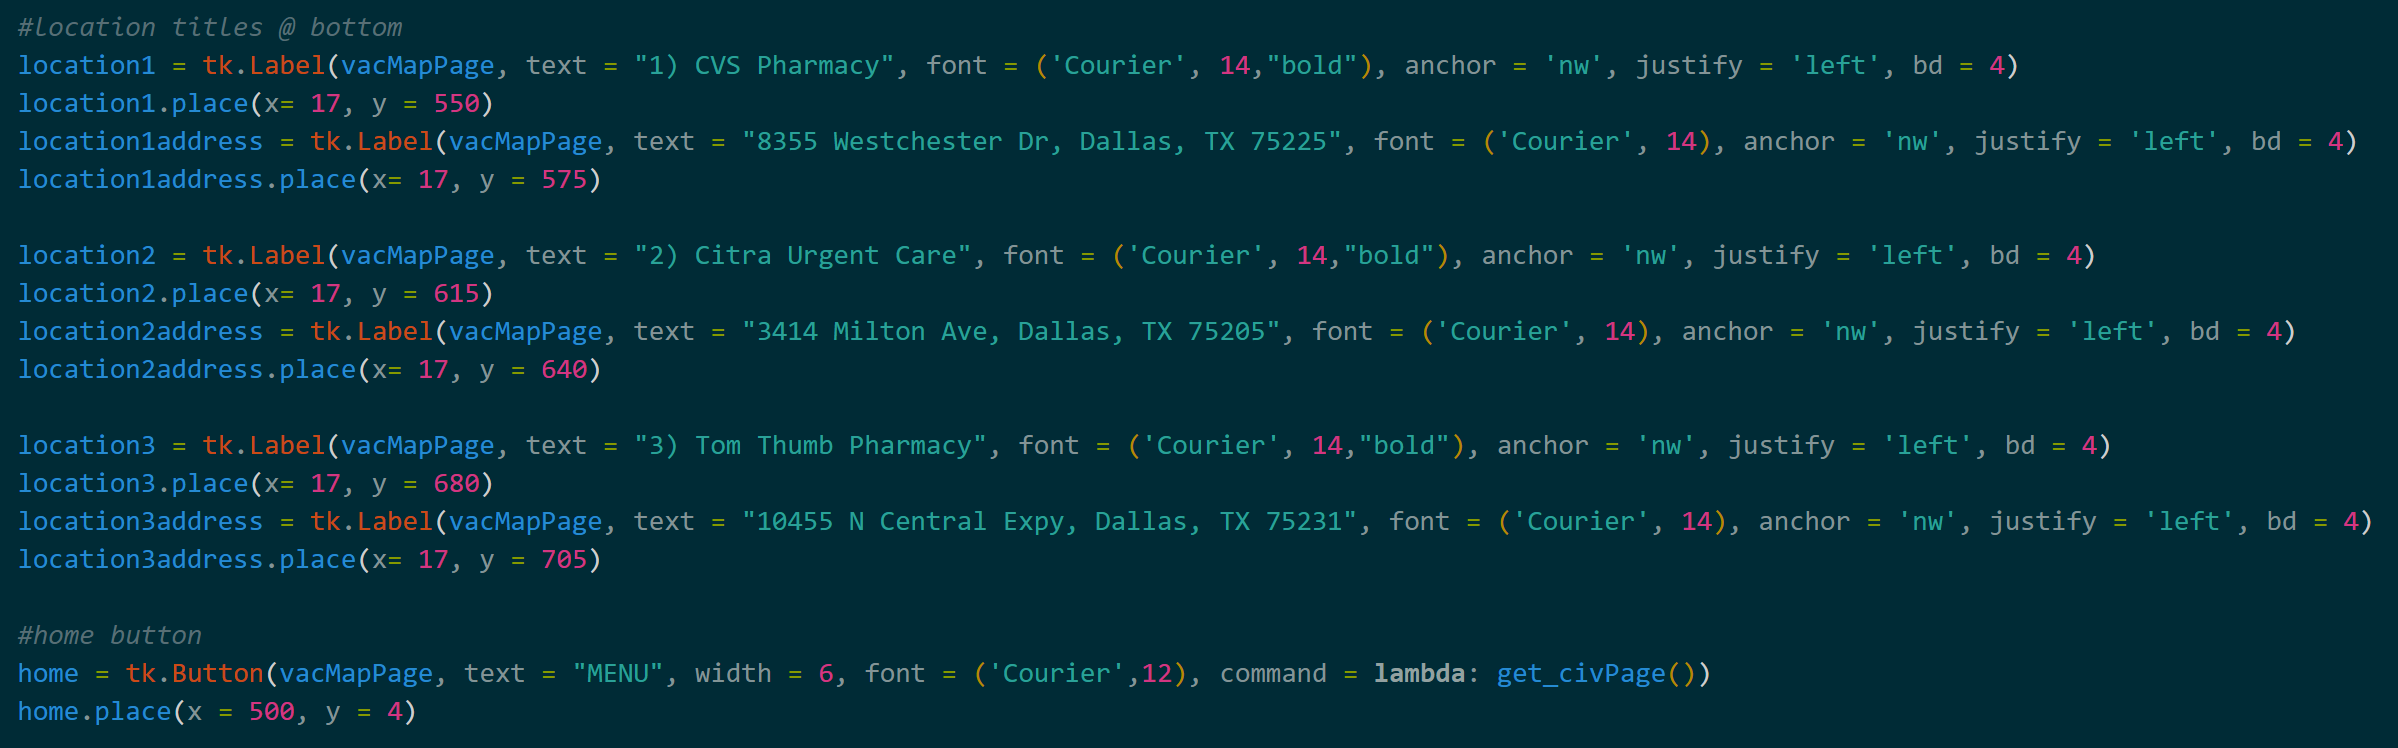 #location titles @ bottom
location1 = tk.Label(vacMapPage, text = "1) CVS Pharmacy", font = ('Courier', 14,"bold"), anchor = 'nw', justify = 'left', bd = 4)
location1.place(x= 17, y = 550)
location1address = tk.Label(vacMapPage, text = "8355 Westchester Dr, Dallas, TX 75225", font = ('Courier', 14), anchor = 'nw', justify = 'left', bd = 4)
location1address.place(x= 17, y = 575)
location2 = tk.Label(vacMapPage, text = "2) Citra Urgent Care", font = ('Courier', 14,"bold"), anchor = 'nw', justify = 'left', bd = 4)
location2.place(x= 17, y = 615)
location2address = tk.Label(vacMapPage, text = "3414 Milton Ave, Dallas, TX 75205", font = ('Courier', 14), anchor = 'nw', justify = 'left', bd = 4)
location2address.place(x= 17, y = 640)
location3 = tk.Label(vacMapPage, text = "3) Tom Thumb Pharmacy", font = ('Courier', 14,"bold"), anchor = 'nw', justify = 'left', bd = 4)
location3.place(x= 17, y = 680)
location3address = tk.Label(vacMapPage, text = "10455 N Central Expy, Dallas, TX 75231", font = ('Courier', 14), anchor = 'nw', justify = 'left', bd = 4)
location3address.place(x= 17, y = 705)
#home button
home = tk.Button(vacMapPage, text = "MENU", width = 6, font = ('Courier',12), command = lambda: get_civPage())
home.place(x = 500, y = 4)